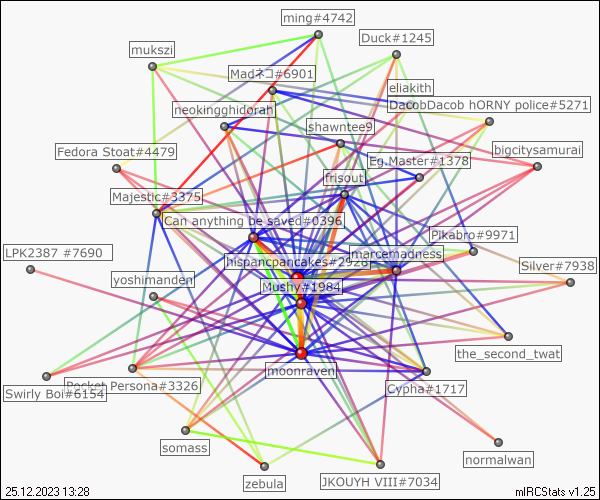 ming#4742
Duck#1245
mukszi
Madネコ#6901
eliakith
DacobDacob hORNY police#5271
neokingghidorah
shawntee9
Fedora Stoat#4479
Eg.Master#1378
bigcitysamurai
frisout
Majestic#3375
Can anything be saved#0396
Pikabro#9971
LPK2387 #7690
marcemadness
hispancpancakes#2928
yoshimanden
Mushy#1984
Silver#7938
the_second_twat
moonraven
Pocket Persona#3326
Swirly Boi#6154
Cypha#1717
somass
normalwan
zebula
JKOUYH VIII#7034
25.12.2023 13:28
mIRCStats v1.25